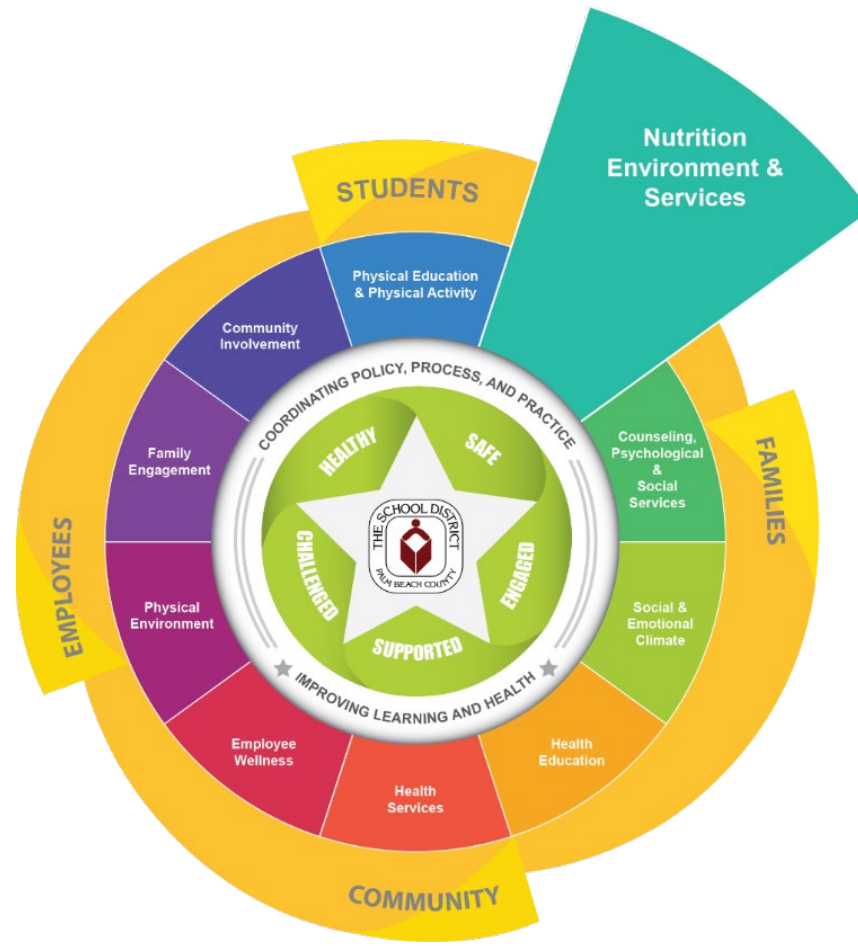 STUDENTS
Nutrition
Environment &
Services
Physical Education
& Physical Activity
Community
Involvement
Family
Engagement
Physical
Environment
Employee
Wellness
Health
Services
Health
Education
Social &
Emotional
Climate
Counseling,
Psychological
&
Social
Services
FAMILIES
COMMUNITY
EMPLOYEES
COORDINATING POLICY, PROCESS, AND PRACTICE
IMPROVING LEARNING AND HEALTH
HEALTHY
SAFE
ENGAGED
SUPPORTED
CHALLENGED
THE SCHOOL DISTRICT
PALM BEACH COUNTY